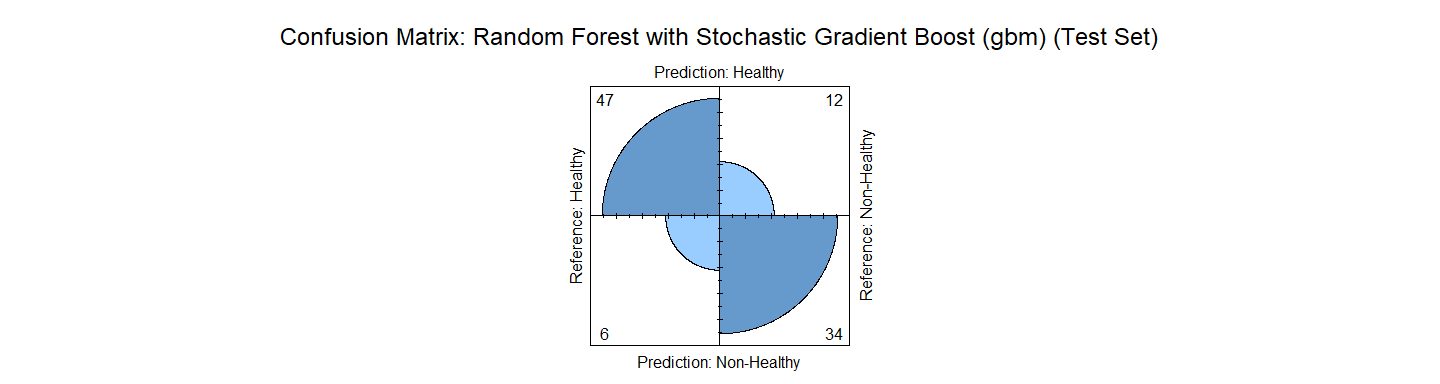 Confusion Matrix: Random Forest with Stochastic Gradient Boost (gbm) (Test Set)
Prediction: Healthy
47
12
Reference: Healthy
Reference: Non-Healthy
6
34
Prediction: Non-Healthy